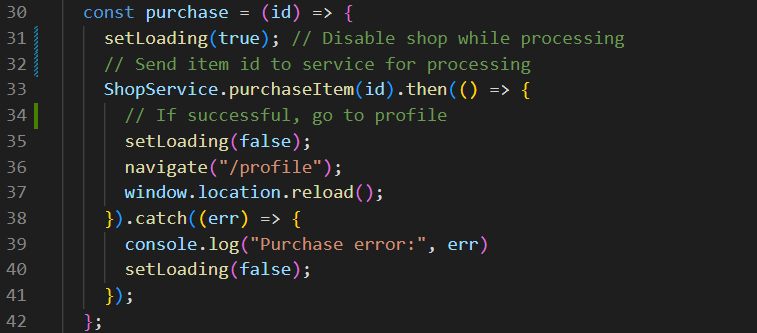 30 const purchase = (id) => {
31 setLoading(true); // Disable shop while processing
32 // Send item id to service for processing
33 ShopService.purchaseItem(id).then(() => {
34 // If successful, go to profile
35 setLoading(false);
36 navigate("/profile");
37 window.location.reload();
38 }).catch((err) => {
39 console.log("Purchase error:", err)
40 setLoading(false);
41 });
42 };